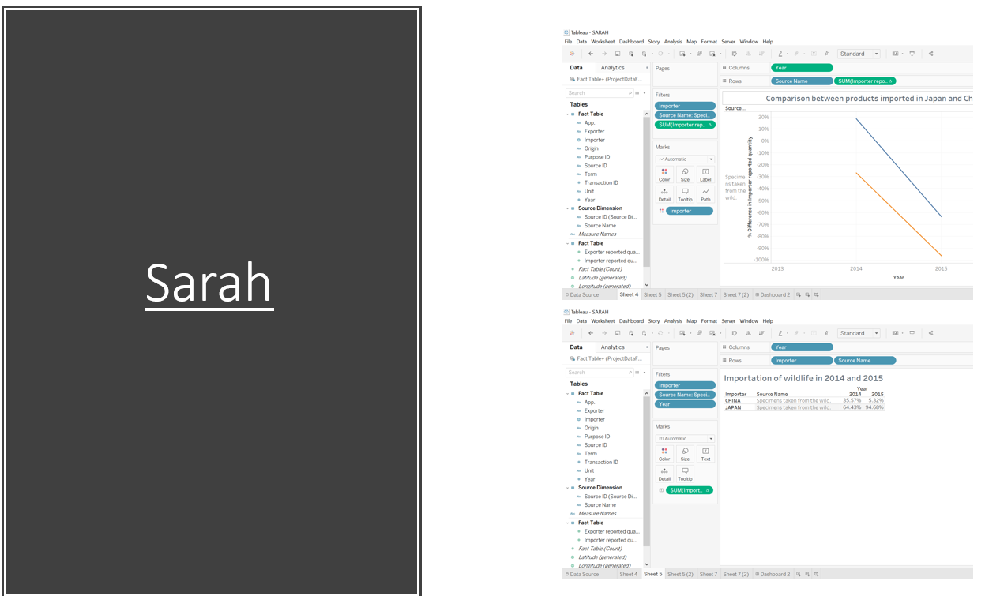 Sarah
Tableau - SARAH
File Data Worksheet Dashboard Story Analysis Map Format Server Window Help
Standard
Data Analytics
Fact Table+ (ProjectDataF...
Search
Tables
Fact Table
App.
Exporter
Importer
Origin
Purpose ID
Source ID
Term
Transaction ID
Unit
Year
Source Dimension
Source ID (Source Di...
Source Name
Measure Names
Fact Table
Exporter reported qua...
Importer reported qu...
Fact Table (Count)
Latitude (generated)
Longitude (generated)
Pages
Filters
Importer
Source Name: Speci..
SUM(Importer rep..
Marks
Automatic
Color Size Label
Detail Tooltip Path
Importer
Columns Year
Rows Source Name SUM(Importer repo..
Comparison between products imported in Japan and Ch
Source ..
Specime
ns taken
from the
wild.
% Difference in Importer reported quantity
20%
10%
0%
-10%
-20%
-30%
-40%
-50%
-60%
-70%
-80%
-90%
-100%
2013 2014 2015
Year
Data Source Sheet 4 Sheet 5 Sheet 5 (2) Sheet 7 Sheet 7 (2) Dashboard 2
Tableau - SARAH
File Data Worksheet Dashboard Story Analysis Map Format Server Window Help
Standard
Data Analytics
Fact Table+ (ProjectDataF...
Search
Tables
Fact Table
App.
Exporter
Importer
Origin
Purpose ID
Source ID
Term
Transaction ID
Unit
Year
Source Dimension
Source ID (Source Di...
Source Name
Measure Names
Fact Table
Exporter reported qua...
Importer reported qu...
Fact Table (Count)
Latitude (generated)
Longitude (generated)
Pages
Filters
Importer
Source Name: Speci..
Year
Marks
Automatic
Color Size Text
Detail Tooltip
SUM(Import..
Columns Year
Rows Importer Source Name
Importation of wildlife in 2014 and 2015
Year
Importer Source Name 2014 2015
CHINA Specimens taken from the wild. 35.57% 5.32%
JAPAN Specimens taken from the wild. 64.43% 94.68%
Data Source Sheet 4 Sheet 5 Sheet 5 (2) Sheet 7 Sheet 7 (2) Dashboard 2